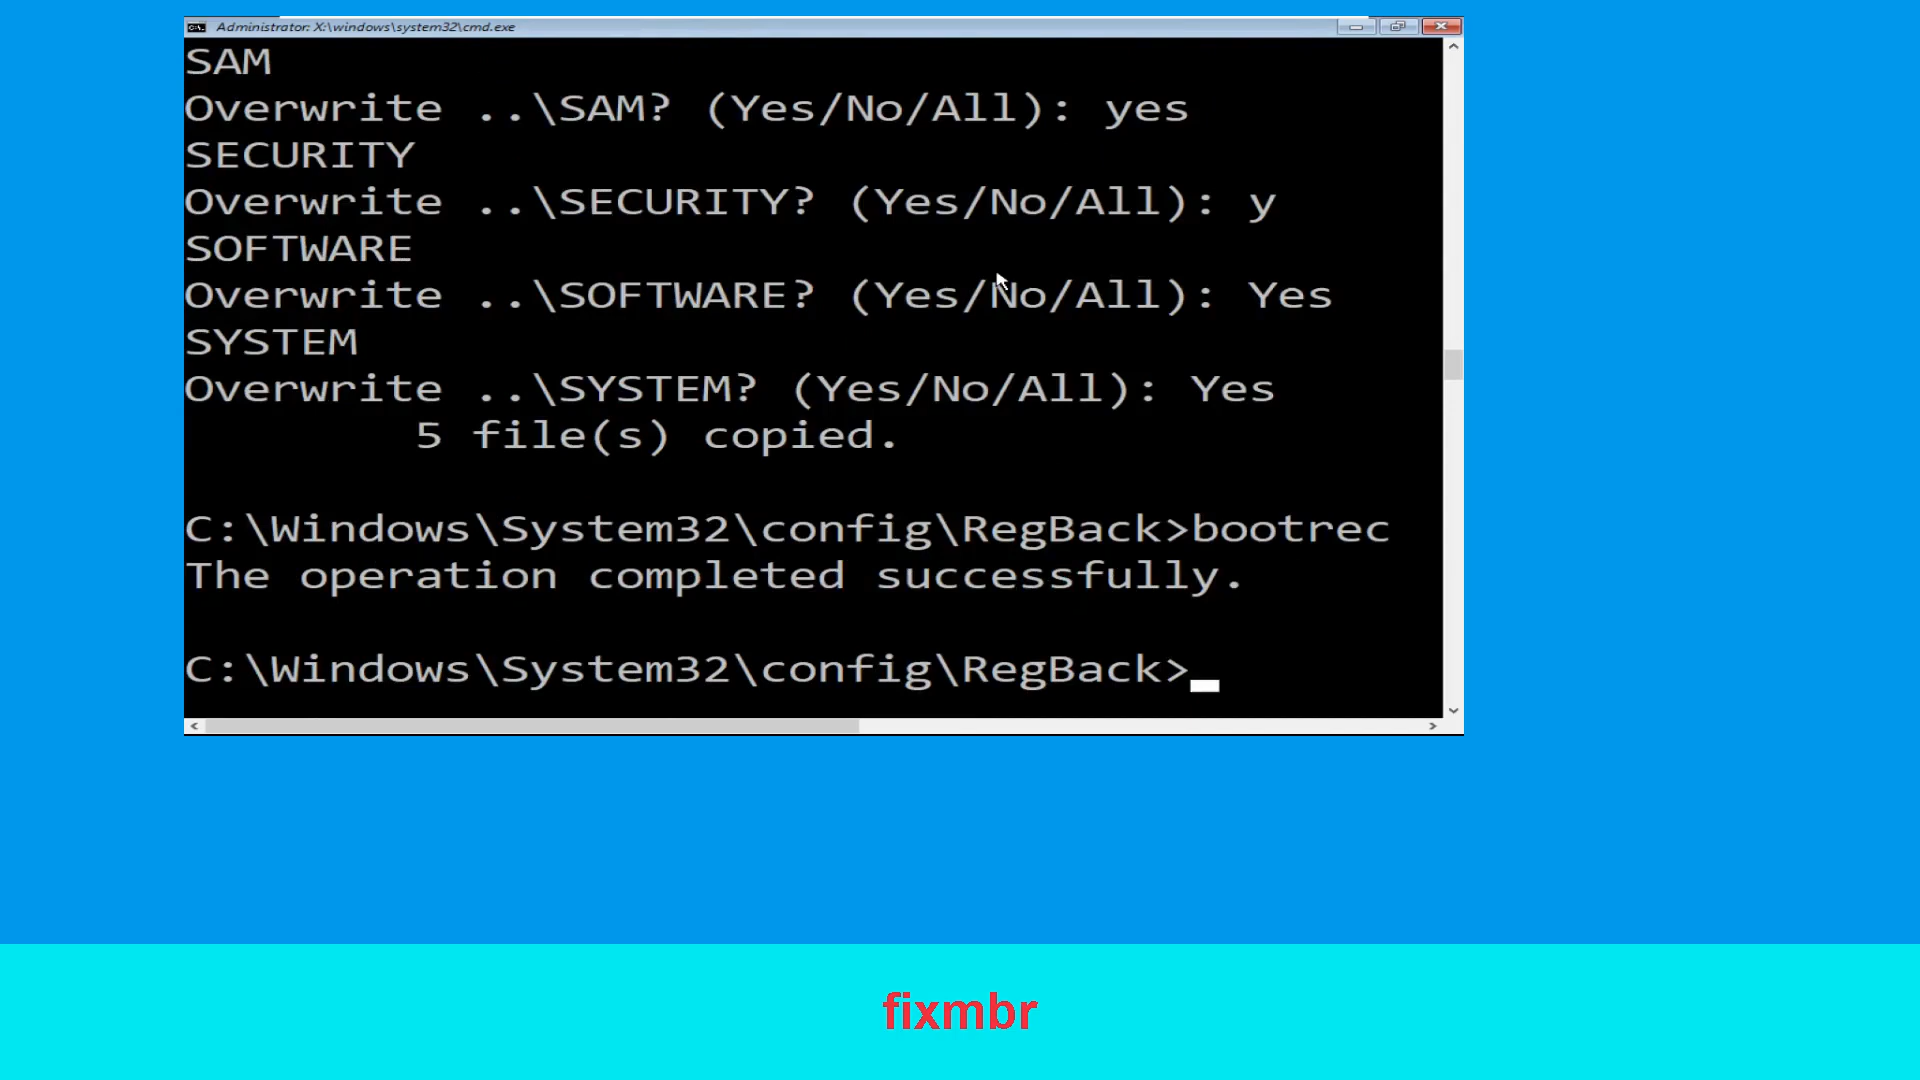 Administrator: X:\windows\system32\cmd.exe
SAM
Overwrite ..\SAM? (Yes/No/All): yes
SECURITY
Overwrite ..\SECURITY? (Yes/No/All): y
SOFTWARE
Overwrite ..\SOFTWARE? (Yes/No/All): Yes
SYSTEM
Overwrite ..\SYSTEM? (Yes/No/All): Yes
5 file(s) copied.
C:\Windows\System32\config\RegBack>bootrec
The operation completed successfully.
C:\Windows\System32\config\RegBack>
fixmbr